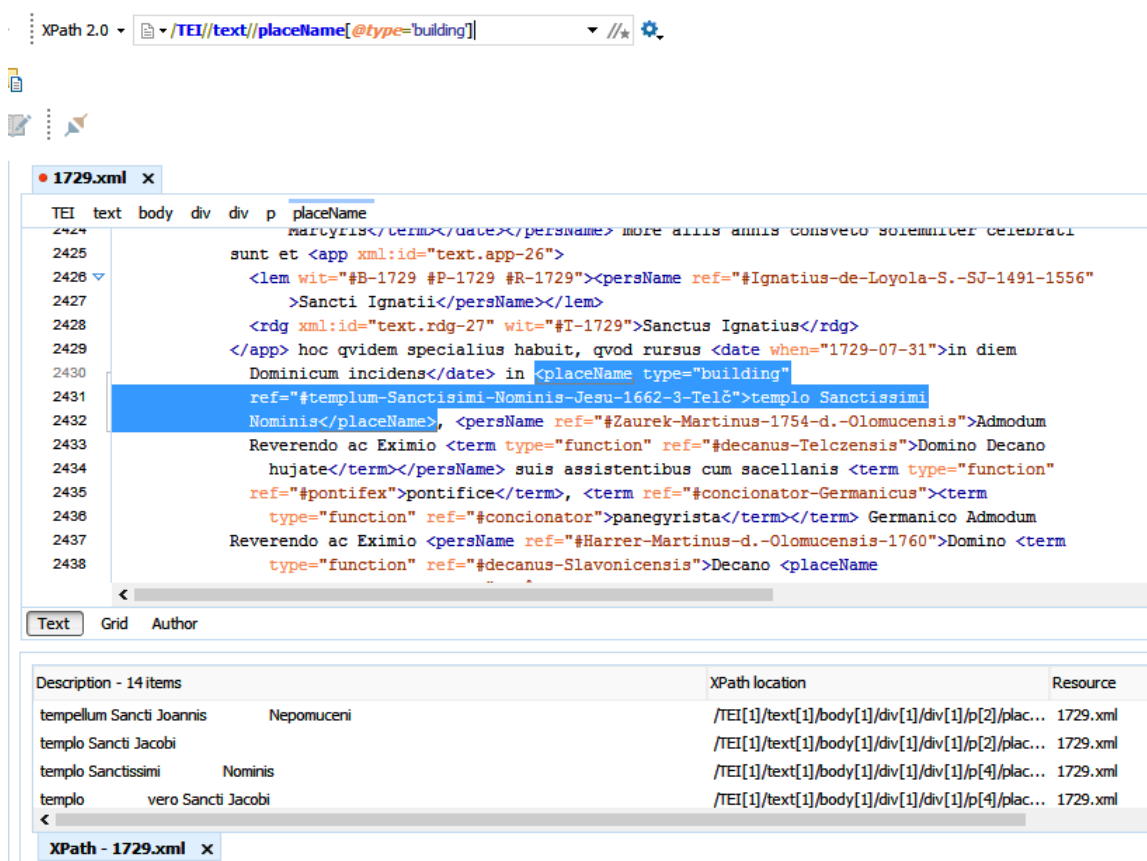 XPath 2.0 /TEI//text//placeName[@type='building']
1729.xml ×
TEI text body div div p placeName
2424 Martyris</term></date></persName> more aliis annis consveto solemniter celebrati
2425 sunt et <app xml:id="text.app-26">
2426 <lem wit="#B-1729 #P-1729 #R-1729"><persName ref="#Ignatius-de-Loyola-S.-SJ-1491-1556"
2427 >Sancti Ignatii</persName></lem>
2428 <rdg xml:id="text.rdg-27" wit="#T-1729">Sanctus Ignatius</rdg>
2429 </app> hoc qvidem specialius habuit, qvod rursus <date when="1729-07-31">in diem
2430 Dominicum incidens</date> in <placeName type="building"
2431 ref="#templum-Sanctissimi-Nominis-Jesu-1662-3-Telč">templo Sanctissimi
2432 Nominis</placeName>, <persName ref="#Zaurek-Martinus-1754-d.-Olomucensis">Admodum
2433 Reverendo ac Eximio <term type="function" ref="#decanus-Telczensis">Domino Decano
2434 hujate</term></persName> suis assistentibus cum sacellanis <term type="function"
2435 ref="#pontifex">pontifice</term>, <term ref="#concionator-Germanicus"><term
2436 type="function" ref="#concionator">panegyrista</term></term> Germanico Admodum
2437 Reverendo ac Eximio <persName ref="#Harrer-Martinus-d.-Olomucensis-1760">Domino <term
2438 type="function" ref="#decanus-Slavonicensis">Decano <placeName
Text Grid Author
Description - 14 items XPath location Resource
tempellum Sancti Joannis Nepomuceni /TEI[1]/text[1]/body[1]/div[1]/div[1]/p[2]/plac... 1729.xml
templo Sancti Jacobi /TEI[1]/text[1]/body[1]/div[1]/div[1]/p[2]/plac... 1729.xml
templo Sanctissimi Nominis /TEI[1]/text[1]/body[1]/div[1]/div[1]/p[4]/plac... 1729.xml
templo vero Sancti Jacobi /TEI[1]/text[1]/body[1]/div[1]/div[1]/p[4]/plac... 1729.xml
XPath - 1729.xml ×